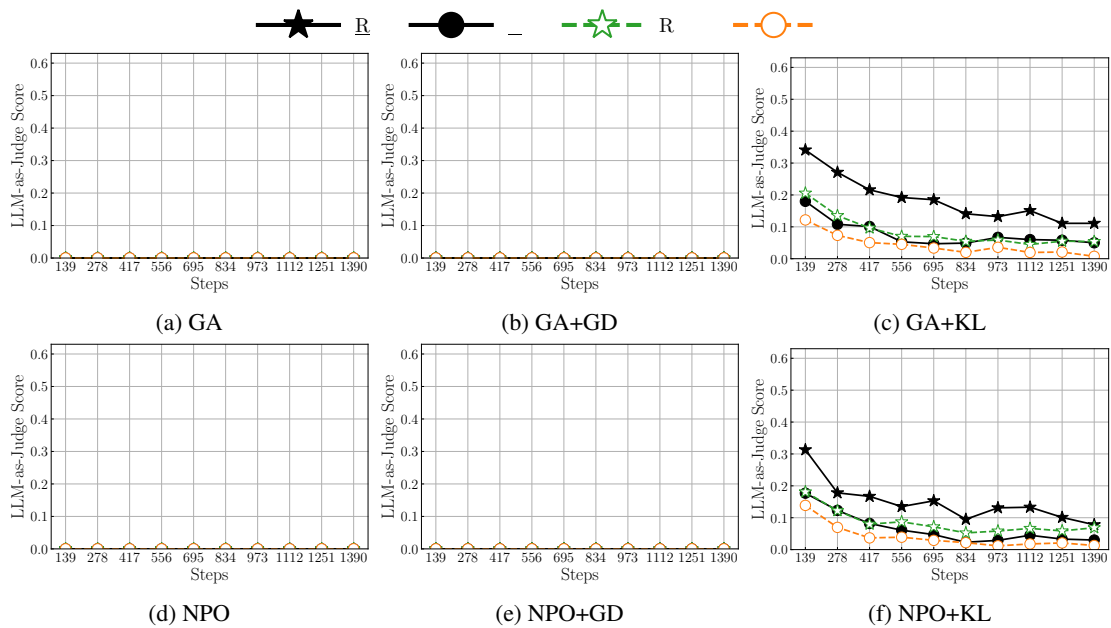 R _ R
0.6 0.5 0.4 0.3 0.2 0.1 0.0
LLM-as-Judge Score
139 278 417 556 695 834 973 1112 1251 1390
Steps
(a) GA
0.6 0.5 0.4 0.3 0.2 0.1 0.0
LLM-as-Judge Score
139 278 417 556 695 834 973 1112 1251 1390
Steps
(b) GA+GD
0.6 0.5 0.4 0.3 0.2 0.1 0.0
LLM-as-Judge Score
139 278 417 556 695 834 973 1112 1251 1390
Steps
(c) GA+KL
0.6 0.5 0.4 0.3 0.2 0.1 0.0
LLM-as-Judge Score
139 278 417 556 695 834 973 1112 1251 1390
Steps
(d) NPO
0.6 0.5 0.4 0.3 0.2 0.1 0.0
LLM-as-Judge Score
139 278 417 556 695 834 973 1112 1251 1390
Steps
(e) NPO+GD
0.6 0.5 0.4 0.3 0.2 0.1 0.0
LLM-as-Judge Score
139 278 417 556 695 834 973 1112 1251 1390
Steps
(f) NPO+KL